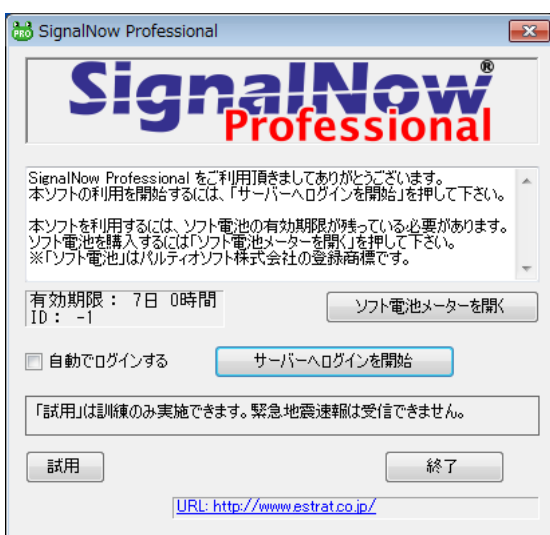 PRO
SignalNow Professional
SignalNow®
Professional
SignalNow Professional をご利用頂きましてありがとうございます。
本ソフトの利用を開始するには、「サーバーへログインを開始」を押して下さい。
本ソフトを利用するには、ソフト電池の有効期限が残っている必要があります。
ソフト電池を購入するには「ソフト電池メーターを開く」を押して下さい。
※「ソフト電池」はパルティオソフト株式会社の登録商標です。
有効期限： 7日 0時間
ID： -1
ソフト電池メーターを開く
自動でログインする
サーバーへログインを開始
「試用」は訓練のみ実施できます。緊急地震速報は受信できません。
試用
終了
URL: http://www.estrat.co.jp/